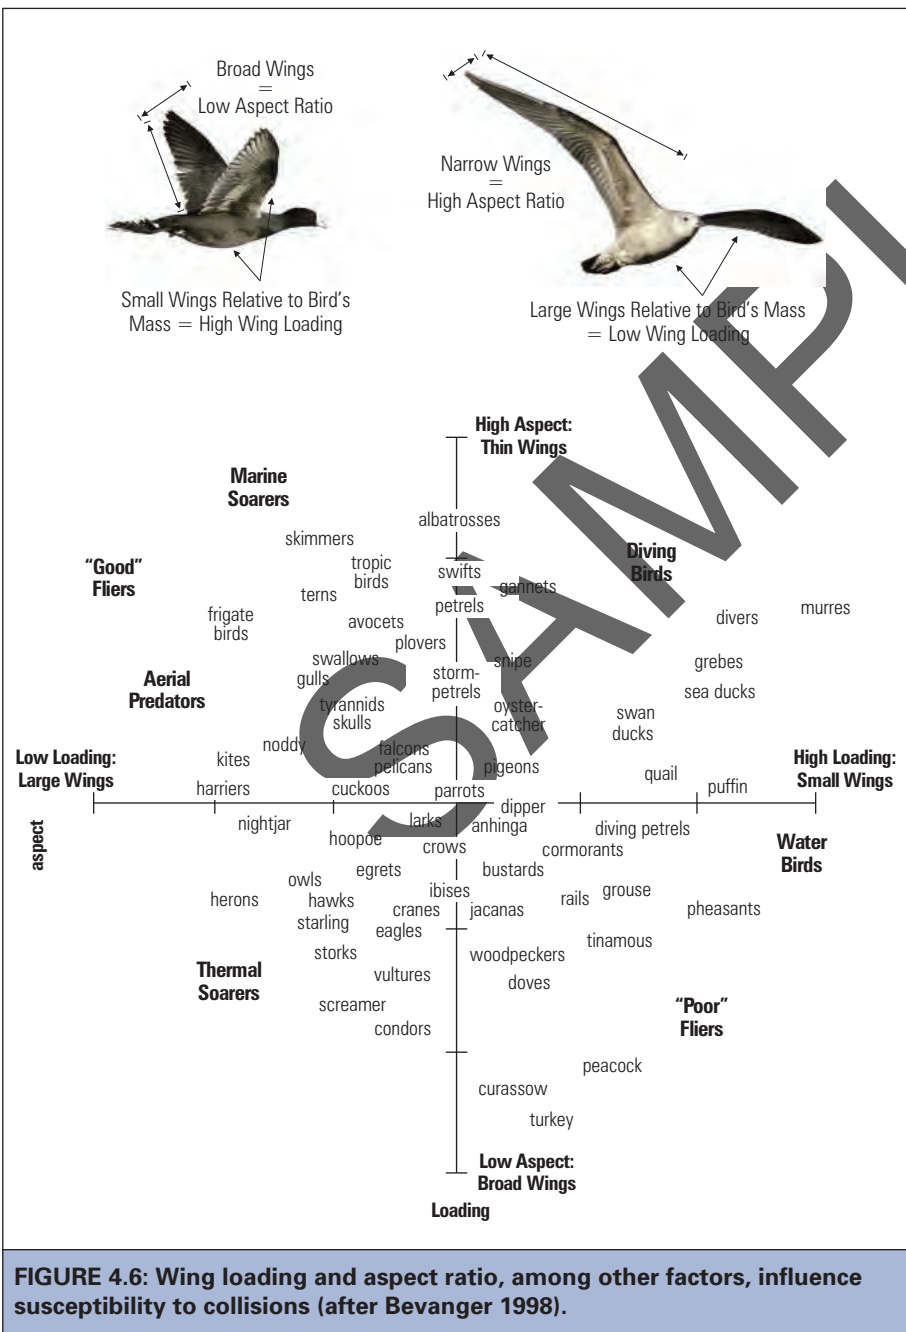 Broad Wings
=
Low Aspect Ratio
Narrow Wings
=
High Aspect Ratio
Small Wings Relative to Bird's
Mass = High Wing Loading
Large Wings Relative to Bird's Mass
= Low Wing Loading
High Aspect:
Thin Wings
Marine
Soarers
albatrosses
skimmers
Diving
Birds
"Good"
Fliers
tropic
birds
swifts
gannets
terns
petrels
frigate
birds
avocets
divers
murres
plovers
swallows
snipe
grebes
gulls
storm-
petrels
Aerial
Predators
sea ducks
tyrannids
skulls
oyster-
catcher
swan
ducks
noddy
falcons
Low Loading:
Large Wings
kites
pelicans
pigeons
High Loading:
Small Wings
quail
harriers
cuckoos
parrots
puffin
dipper
nightjar
larks
anhinga
diving petrels
aspect
hoopoe
crows
cormorants
Water
Birds
egrets
bustards
owls
ibises
grouse
herons
hawks
cranes
jacanas
rails
pheasants
starling
eagles
tinamous
storks
woodpeckers
Thermal
Soarers
vultures
doves
screamer
"Poor"
Fliers
condors
peacock
curassow
turkey
Low Aspect:
Broad Wings
Loading
SAMPL
FIGURE 4.6: Wing loading and aspect ratio, among other factors, influence
susceptibility to collisions (after Bevanger 1998).